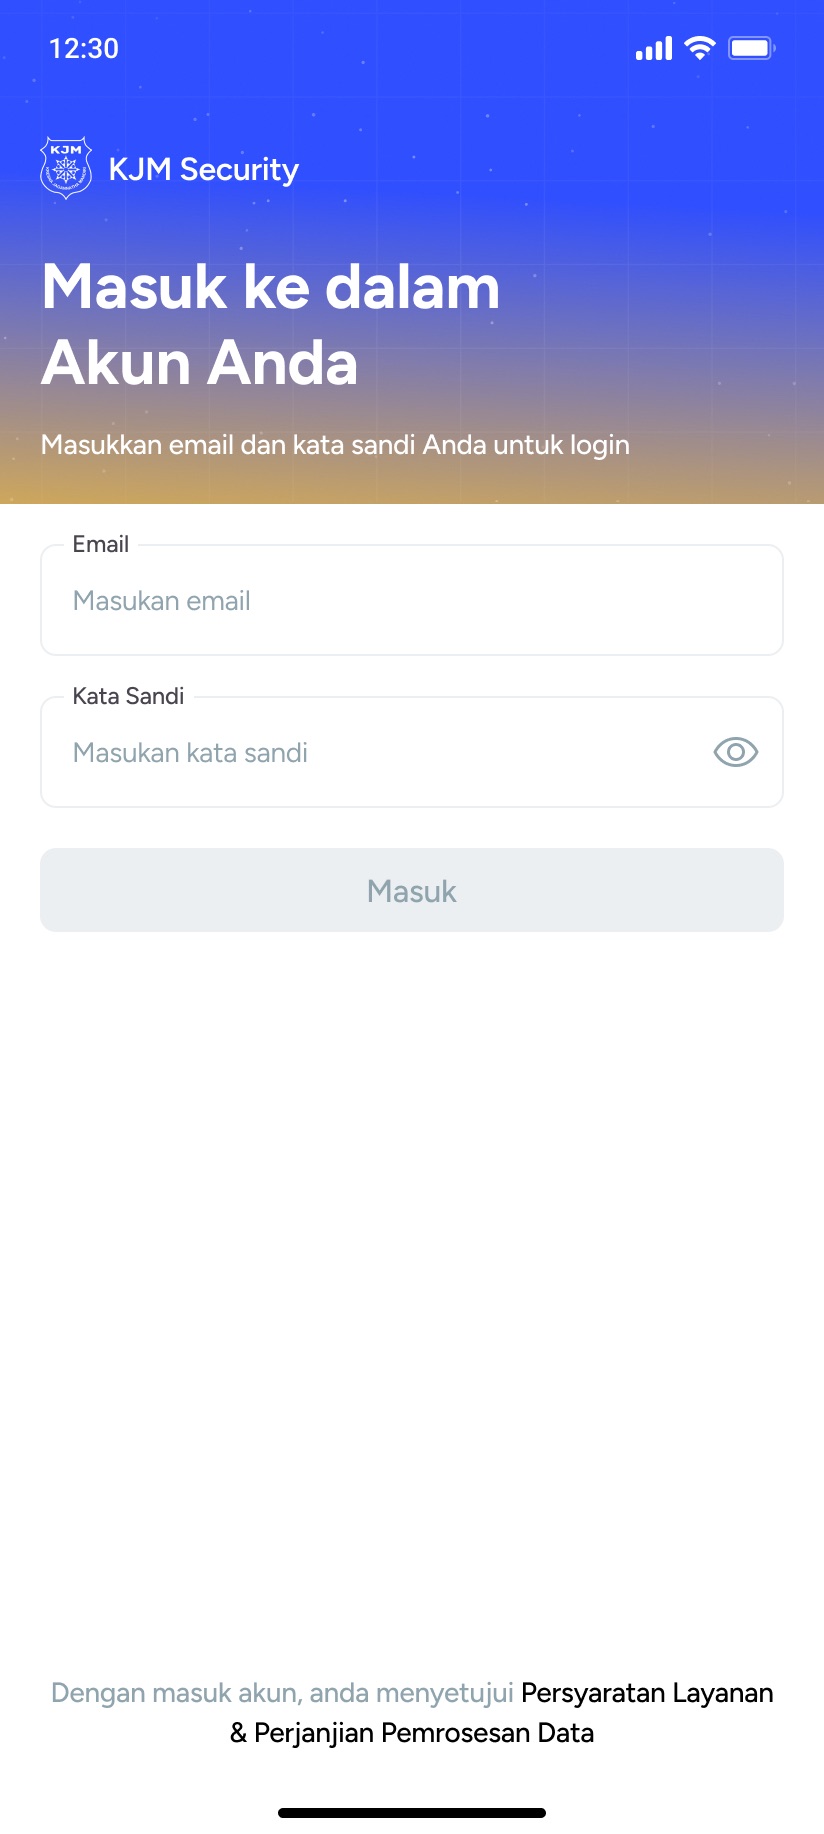 12:30
KJM
KJM Security
Masuk ke dalam
Akun Anda
Masukkan email dan kata sandi Anda untuk login
Email
Masukan email
Kata Sandi
Masukan kata sandi
Masuk
Dengan masuk akun, anda menyetujui Persyaratan Layanan
& Perjanjian Pemrosesan Data